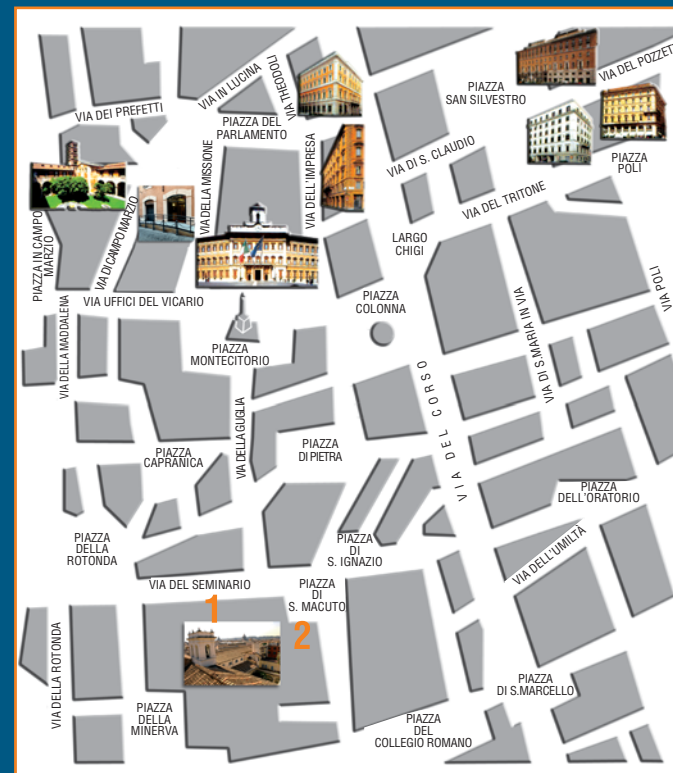 VIA IN LUCINA
VIA THEODOLI
PIAZZA
SAN SILVESTRO
VIA DEL POZZETT
VIA DEI PREFETTI
PIAZZA DEL
PARLAMENTO
VIA DELLA MISSIONE
VIA DELL'IMPRESA
VIA DI S. CLAUDIO
PIAZZA
POLI
VIA DEL TRITONE
PIAZZA IN CAMPO
MARZIO
VIA DI CAMPO MARZIO
LARGO
CHIGI
VIA UFFICI DEL VICARIO
PIAZZA
COLONNA
VIA POLI
VIA DELLA MADDALENA
PIAZZA
MONTECITORIO
VIA DI S.MARIA IN VIA
VIA DEL CORSO
VIA DELLA GUGLIA
PIAZZA
CAPRANICA
PIAZZA
DI PIETRA
PIAZZA
DELL'ORATORIO
PIAZZA
DELLA
ROTONDA
PIAZZA
DI
S. IGNAZIO
VIA DELL'UMILTÀ
VIA DEL SEMINARIO
PIAZZA
DI
S. MACUTO
1
2
VIA DELLA ROTONDA
PIAZZA
DELLA
MINERVA
PIAZZA
DI S.MARCELLO
PIAZZA
DEL
COLLEGIO ROMANO